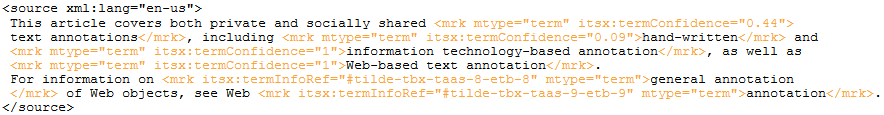 <source xml:lang="en-us">
This article covers both private and socially shared <mrk mtype="term" itsx:termConfidence="0.44">
text annotations</mrk>, including <mrk mtype="term" itsx:termConfidence="0.09">hand-written</mrk> and
<mrk mtype="term" itsx:termConfidence="1">information technology-based annotation</mrk>, as well as
<mrk mtype="term" itsx:termConfidence="1">Web-based text annotation</mrk>.
For information on <mrk itsx:termInfoRef="#tilde-tbx-taas-8-etb-8" mtype="term">general annotation
</mrk> of Web objects, see Web <mrk itsx:termInfoRef="#tilde-tbx-taas-9-etb-9" mtype="term">annotation</mrk>.
</source>